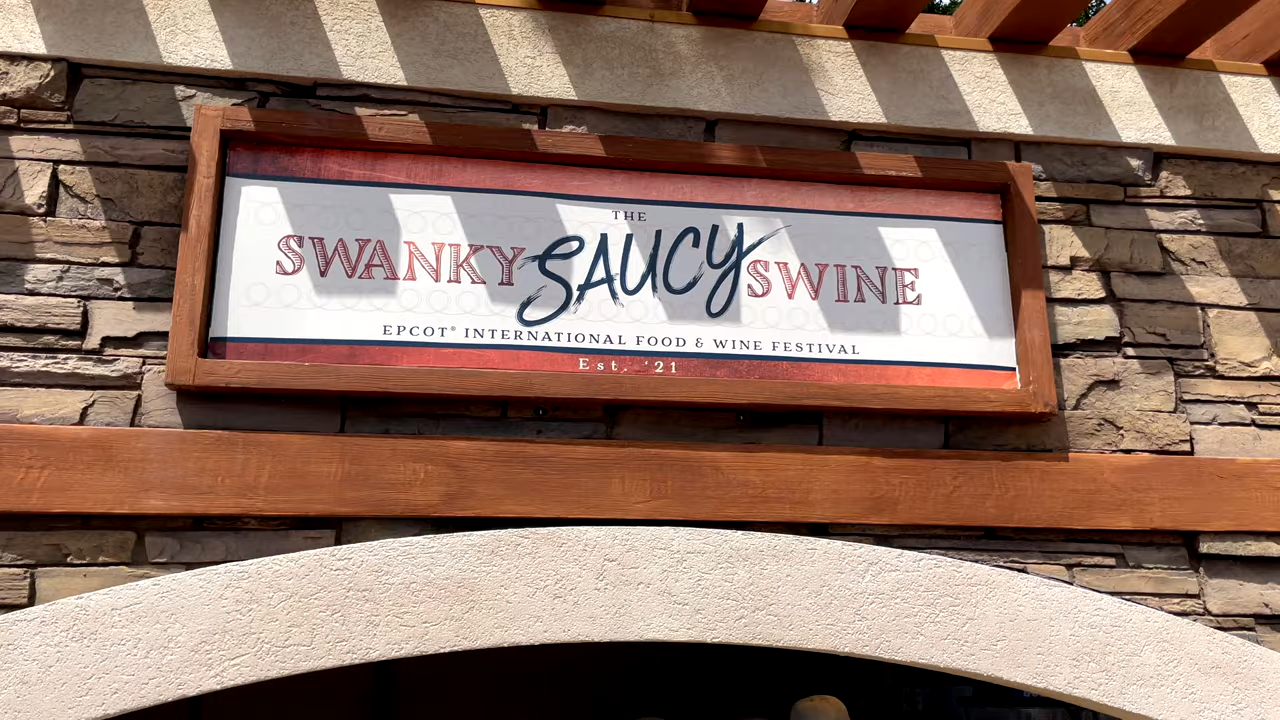 THE
SWANKY SAUCY SWINE
EPCOT® INTERNATIONAL FOOD & WINE FESTIVAL
Est. '21